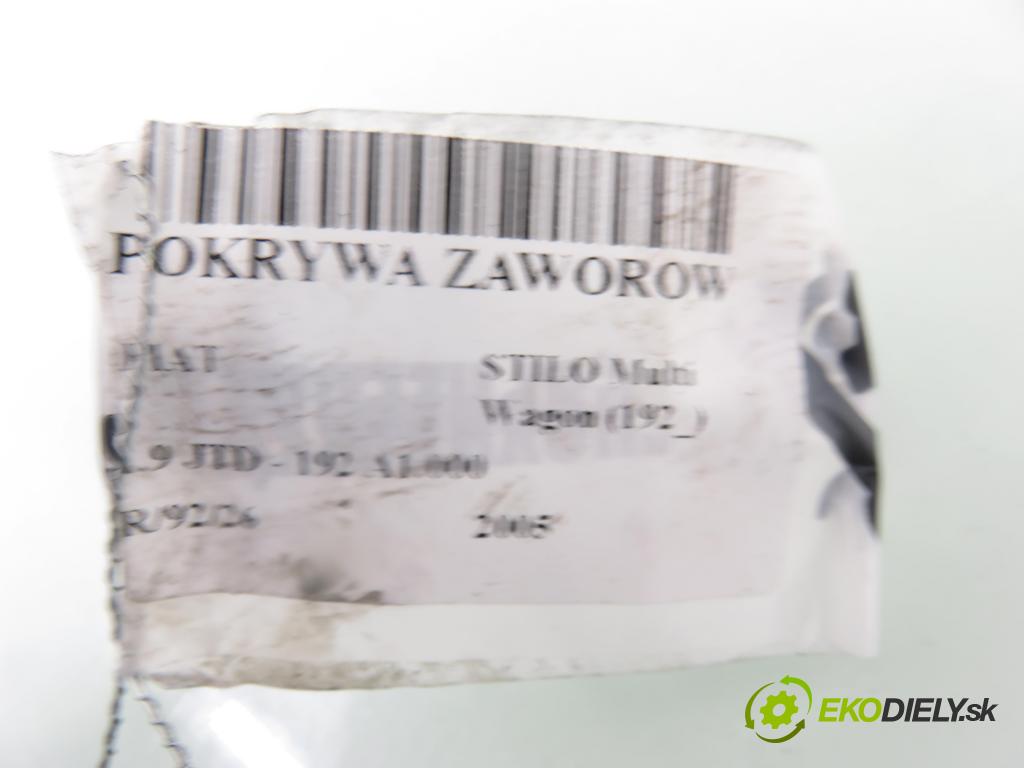 POKRYWA ZAWOROW
FIAT
STILO Multi
Wagon (192_)
1.9 JTD - 192 A1.000
R/92/26
2005
EKODIELY.sk